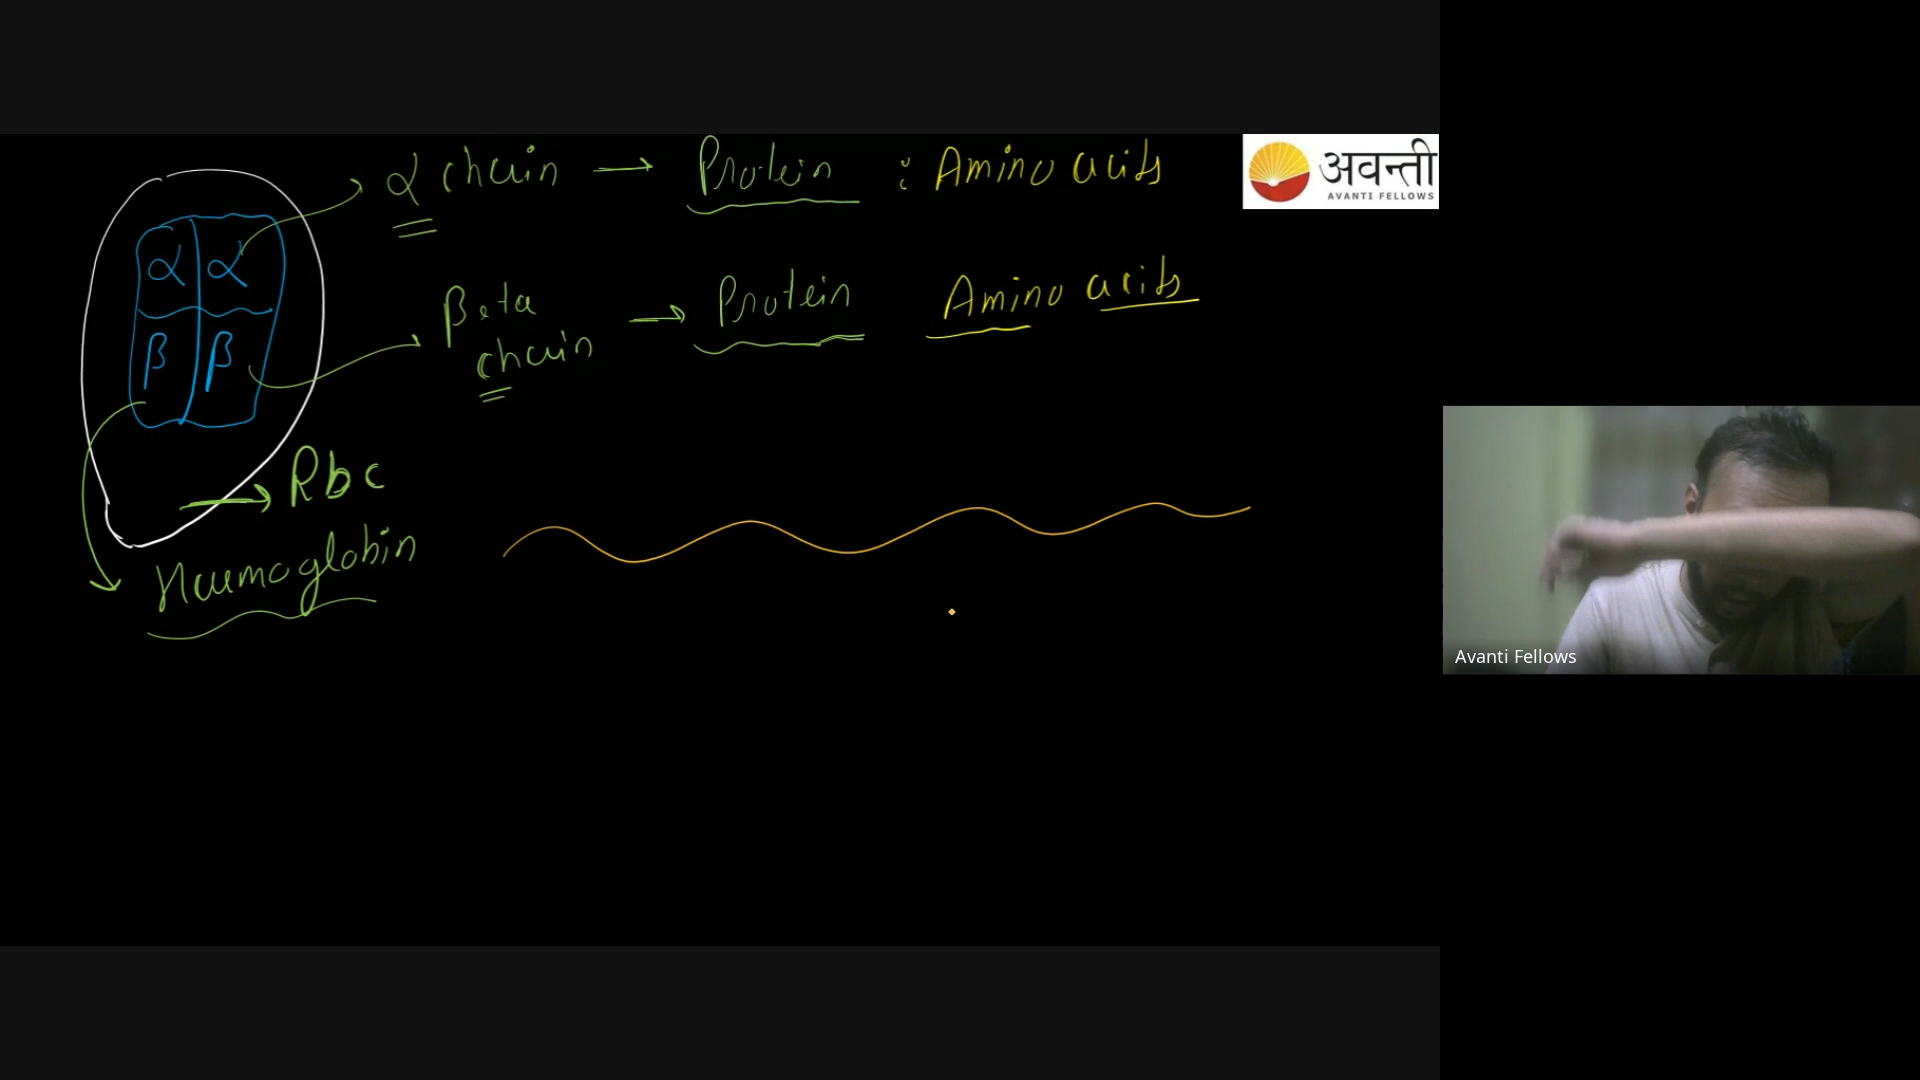 α chain → Protein : Amino acids
अवन्ती
AVANTI FELLOWS
α α
β β
Beta chain → Protein Amino acids
→ Rbc
Haemoglobin
Avanti Fellows